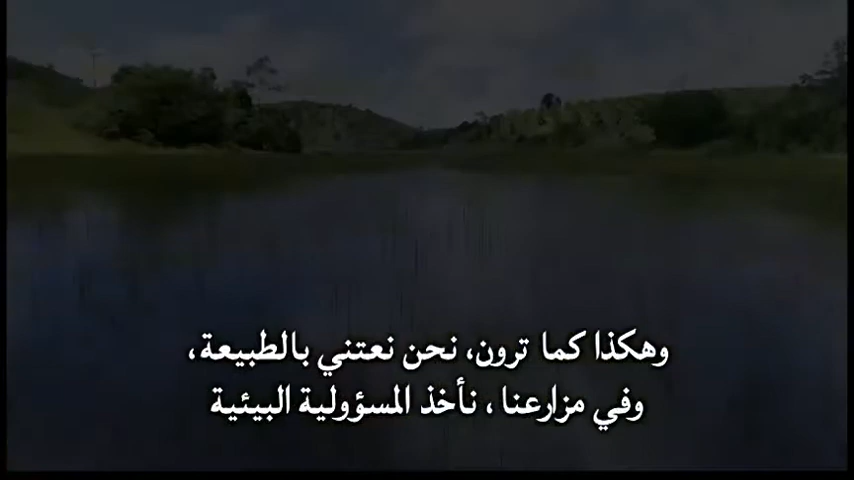 وهكذا كما ترون، نحن نعتني بالطبيعة،
وفي مزارعنا، نأخذ المسؤولية البيئية